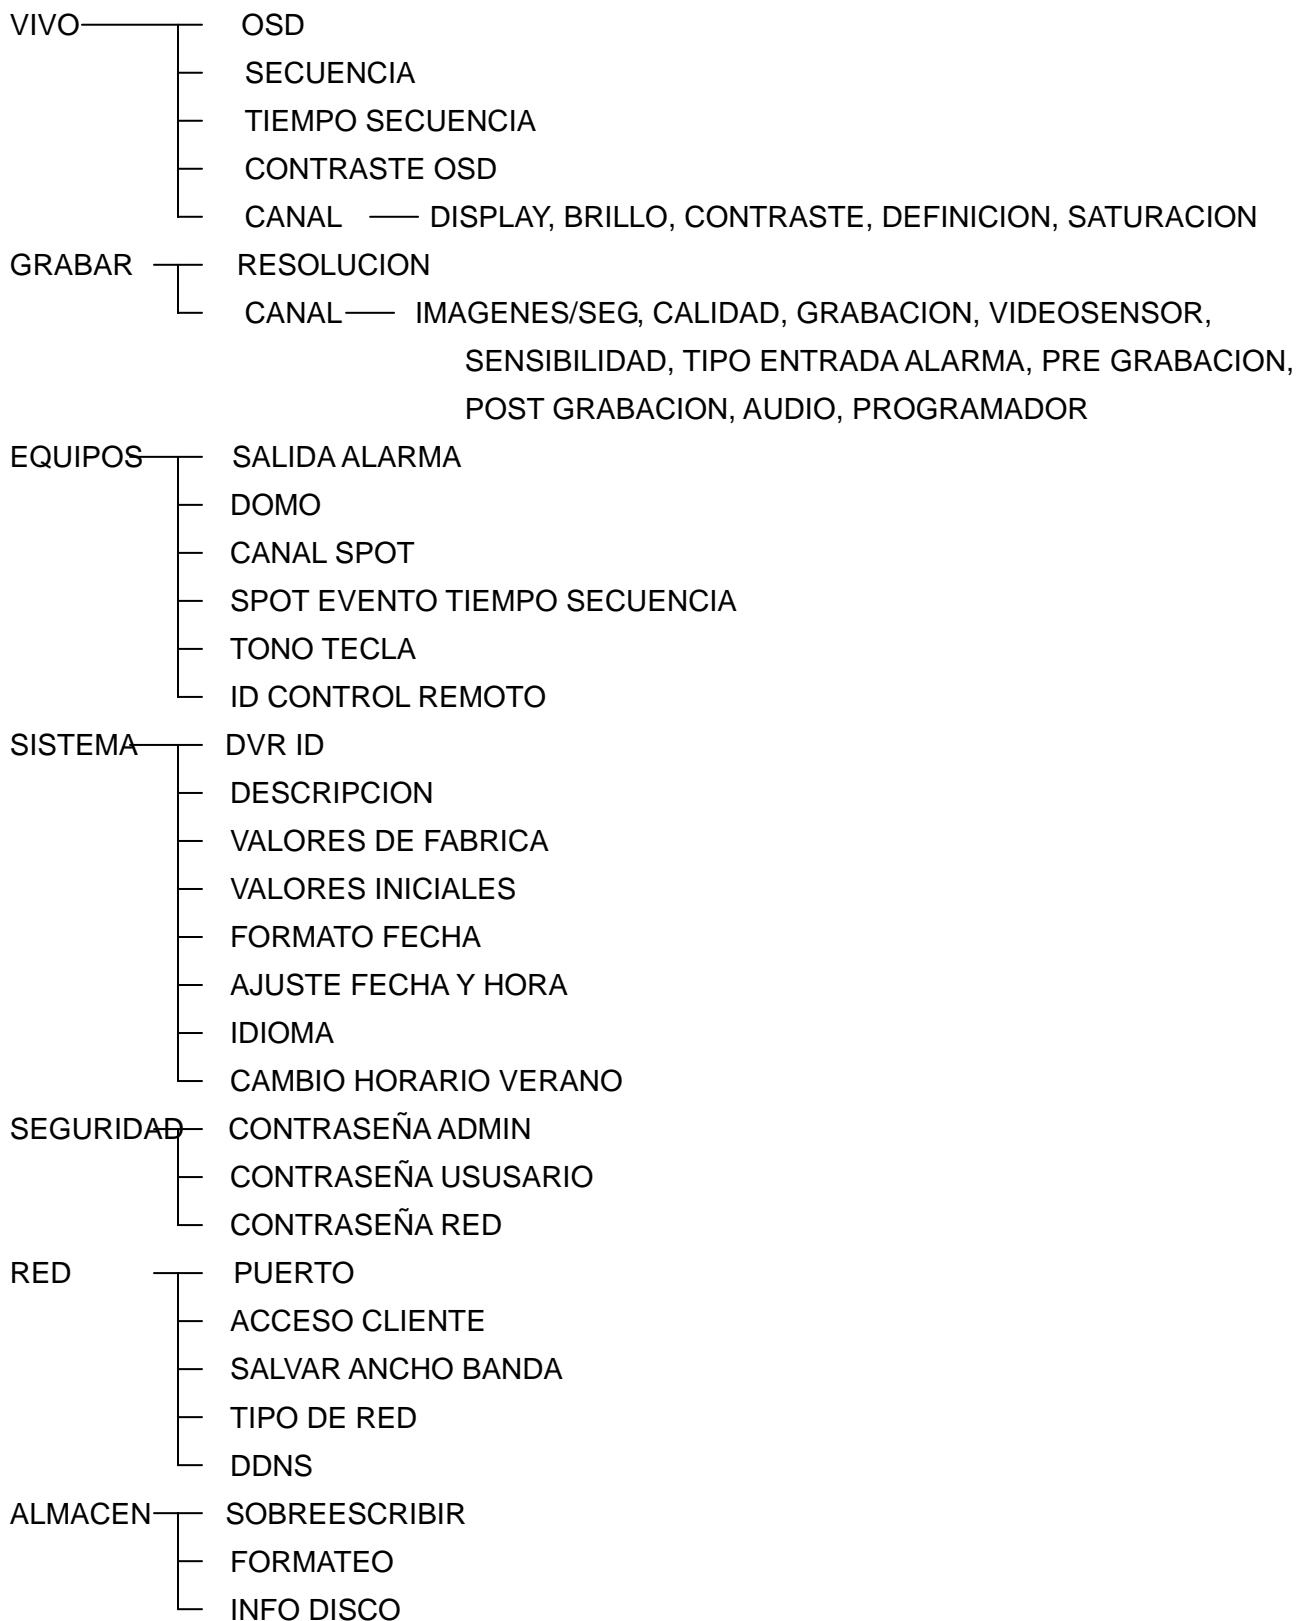 VIVO OSD
SECUENCIA
TIEMPO SECUENCIA
CONTRASTE OSD
CANAL DISPLAY, BRILLO, CONTRASTE, DEFINICION, SATURACION
GRABAR RESOLUCION
CANAL IMAGENES/SEG, CALIDAD, GRABACION, VIDEOSENSOR,
SENSIBILIDAD, TIPO ENTRADA ALARMA, PRE GRABACION,
POST GRABACION, AUDIO, PROGRAMADOR
EQUIPOS SALIDA ALARMA
DOMO
CANAL SPOT
SPOT EVENTO TIEMPO SECUENCIA
TONO TECLA
ID CONTROL REMOTO
SISTEMA DVR ID
DESCRIPCION
VALORES DE FABRICA
VALORES INICIALES
FORMATO FECHA
AJUSTE FECHA Y HORA
IDIOMA
CAMBIO HORARIO VERANO
SEGURIDAD CONTRASEÑA ADMIN
CONTRASEÑA USUSARIO
CONTRASEÑA RED
RED PUERTO
ACCESO CLIENTE
SALVAR ANCHO BANDA
TIPO DE RED
DDNS
ALMACEN SOBREESCRIBIR
FORMATEO
INFO DISCO